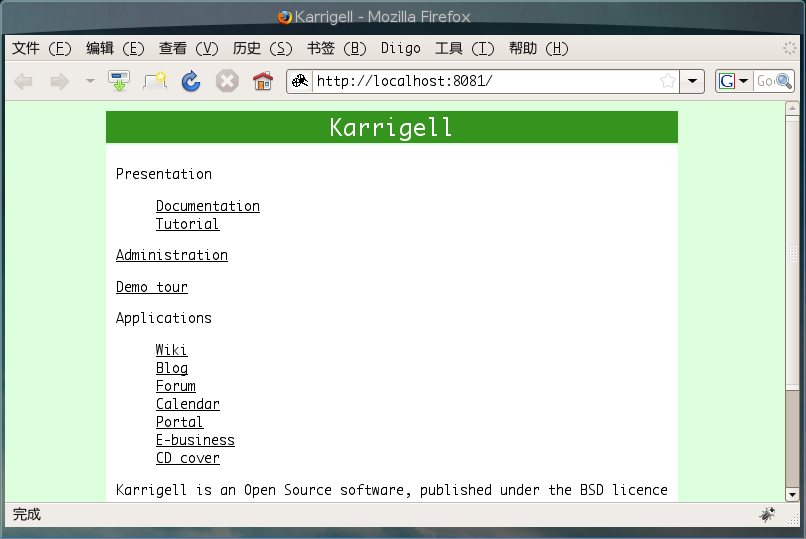 Karrigell - Mozilla Firefox
文件 (F) 编辑 (E) 查看 (V) 历史 (S) 书签 (B) Diigo 工具 (T) 帮助 (H)
http://localhost:8081/ G Goo
Karrigell
Presentation
Documentation
Tutorial
Administration
Demo tour
Applications
Wiki
Blog
Forum
Calendar
Portal
E-business
CD cover
Karrigell is an Open Source software, published under the BSD licence
完成